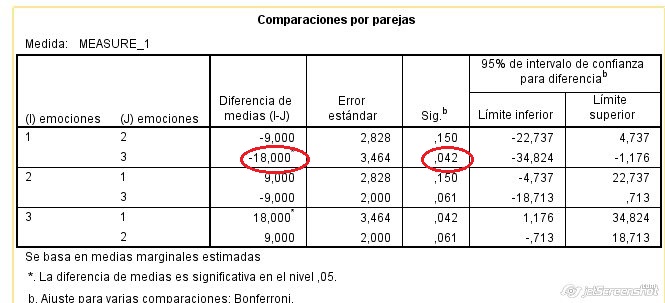 Comparaciones por parejas
Medida: MEASURE_1
95% de intervalo de confianza para diferencia b
(I) emociones (J) emociones Diferencia de medias (I-J) Error estándar Sig.b Límite inferior Límite superior
1 2 -9,000 2,828 ,150 -22,737 4,737
3 -18,000* 3,464 ,042 -34,824 -1,176
2 1 9,000 2,828 ,150 -4,737 22,737
3 -9,000 2,000 ,061 -18,713 ,713
3 1 18,000* 3,464 ,042 1,176 34,824
2 9,000 2,000 ,061 -,713 18,713
Se basa en medias marginales estimadas
*. La diferencia de medias es significativa en el nivel ,05.
b. Ajuste para varias comparaciones: Bonferroni.
jetScreenshot